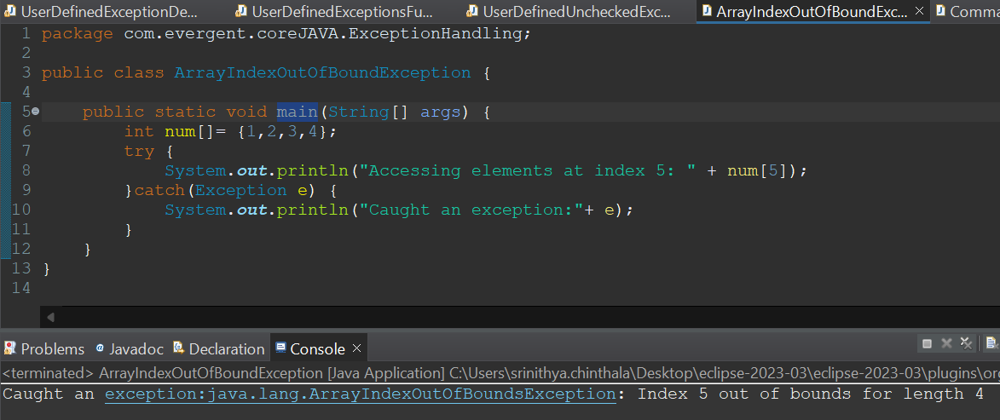 UserDefinedExceptionDe... UserDefinedExceptionsFu... UserDefinedUncheckedExc... ArrayIndexOutOfBoundExc... Comma
1 package com.evergent.coreJAVA.ExceptionHandling;
2
3 public class ArrayIndexOutOfBoundException {
4
5 public static void main(String[] args) {
6 int num[]= {1,2,3,4};
7 try {
8 System.out.println("Accessing elements at index 5: " + num[5]);
9 }catch(Exception e) {
10 System.out.println("Caught an exception:"+ e);
11 }
12 }
13 }
14
Problems @ Javadoc Declaration Console
<terminated> ArrayIndexOutOfBoundException [Java Application] C:\Users\srinithya.chinthala\Desktop\eclipse-2023-03\eclipse-2023-03\plugins\or
Caught an exception:java.lang.ArrayIndexOutOfBoundsException: Index 5 out of bounds for length 4